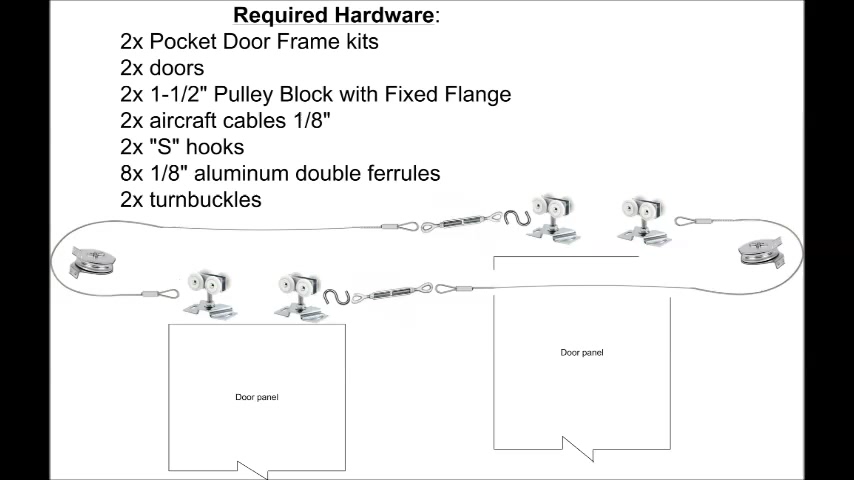 Required Hardware:
2x Pocket Door Frame kits
2x doors
2x 1-1/2" Pulley Block with Fixed Flange
2x aircraft cables 1/8"
2x "S" hooks
8x 1/8" aluminum double ferrules
2x turnbuckles
Door panel
Door panel